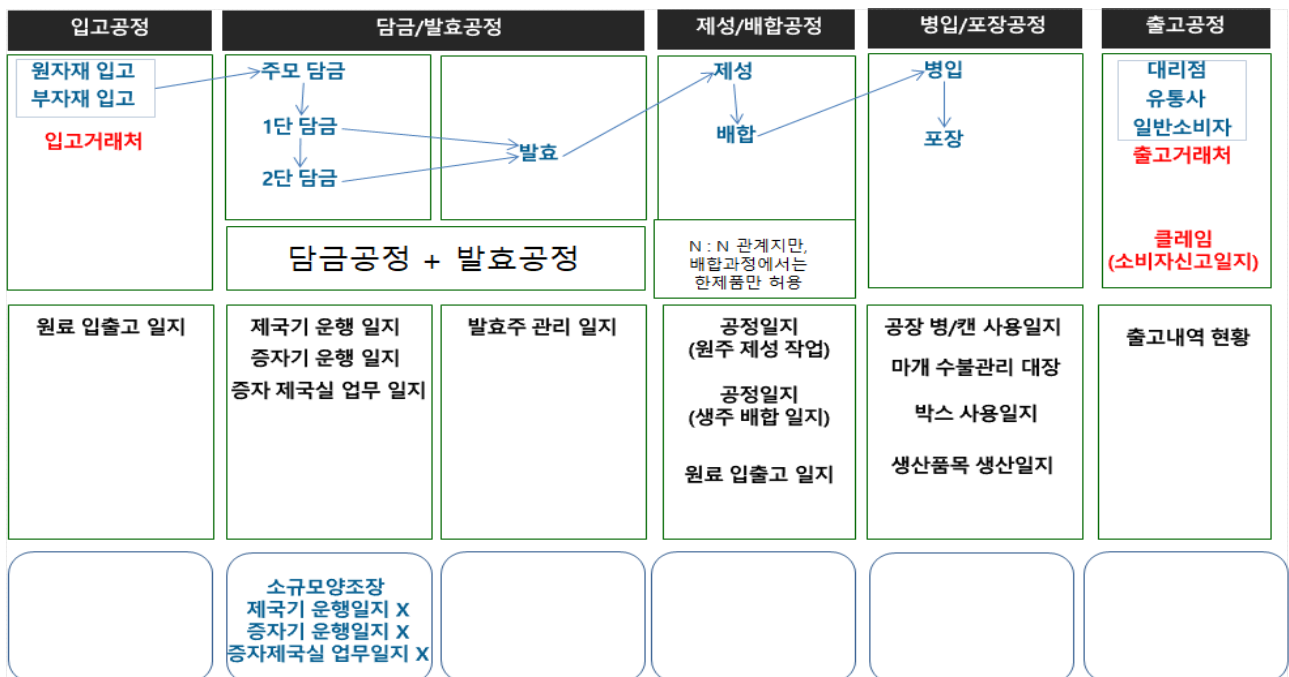 입고공정
담금/발효공정
제성/배합공정
병입/포장공정
출고공정
원자재 입고
부자재 입고
입고거래처
주모 담금
1단 담금
2단 담금
발효
제성
배합
병입
포장
대리점
유통사
일반소비자
출고거래처
클레임
(소비자신고일지)
담금공정 + 발효공정
N : N 관계지만,
배합과정에서는
한제품만 허용
원료 입출고 일지
제국기 운행 일지
증자기 운행 일지
증자 제국실 업무 일지
발효주 관리 일지
공정일지
(원주 제성 작업)
공정일지
(생주 배합 일지)
원료 입출고 일지
공장 병/캔 사용일지
마개 수불관리 대장
박스 사용일지
생산품목 생산일지
출고내역 현황
소규모양조장
제국기 운행일지 X
증자기 운행일지 X
증자제국실 업무일지 X